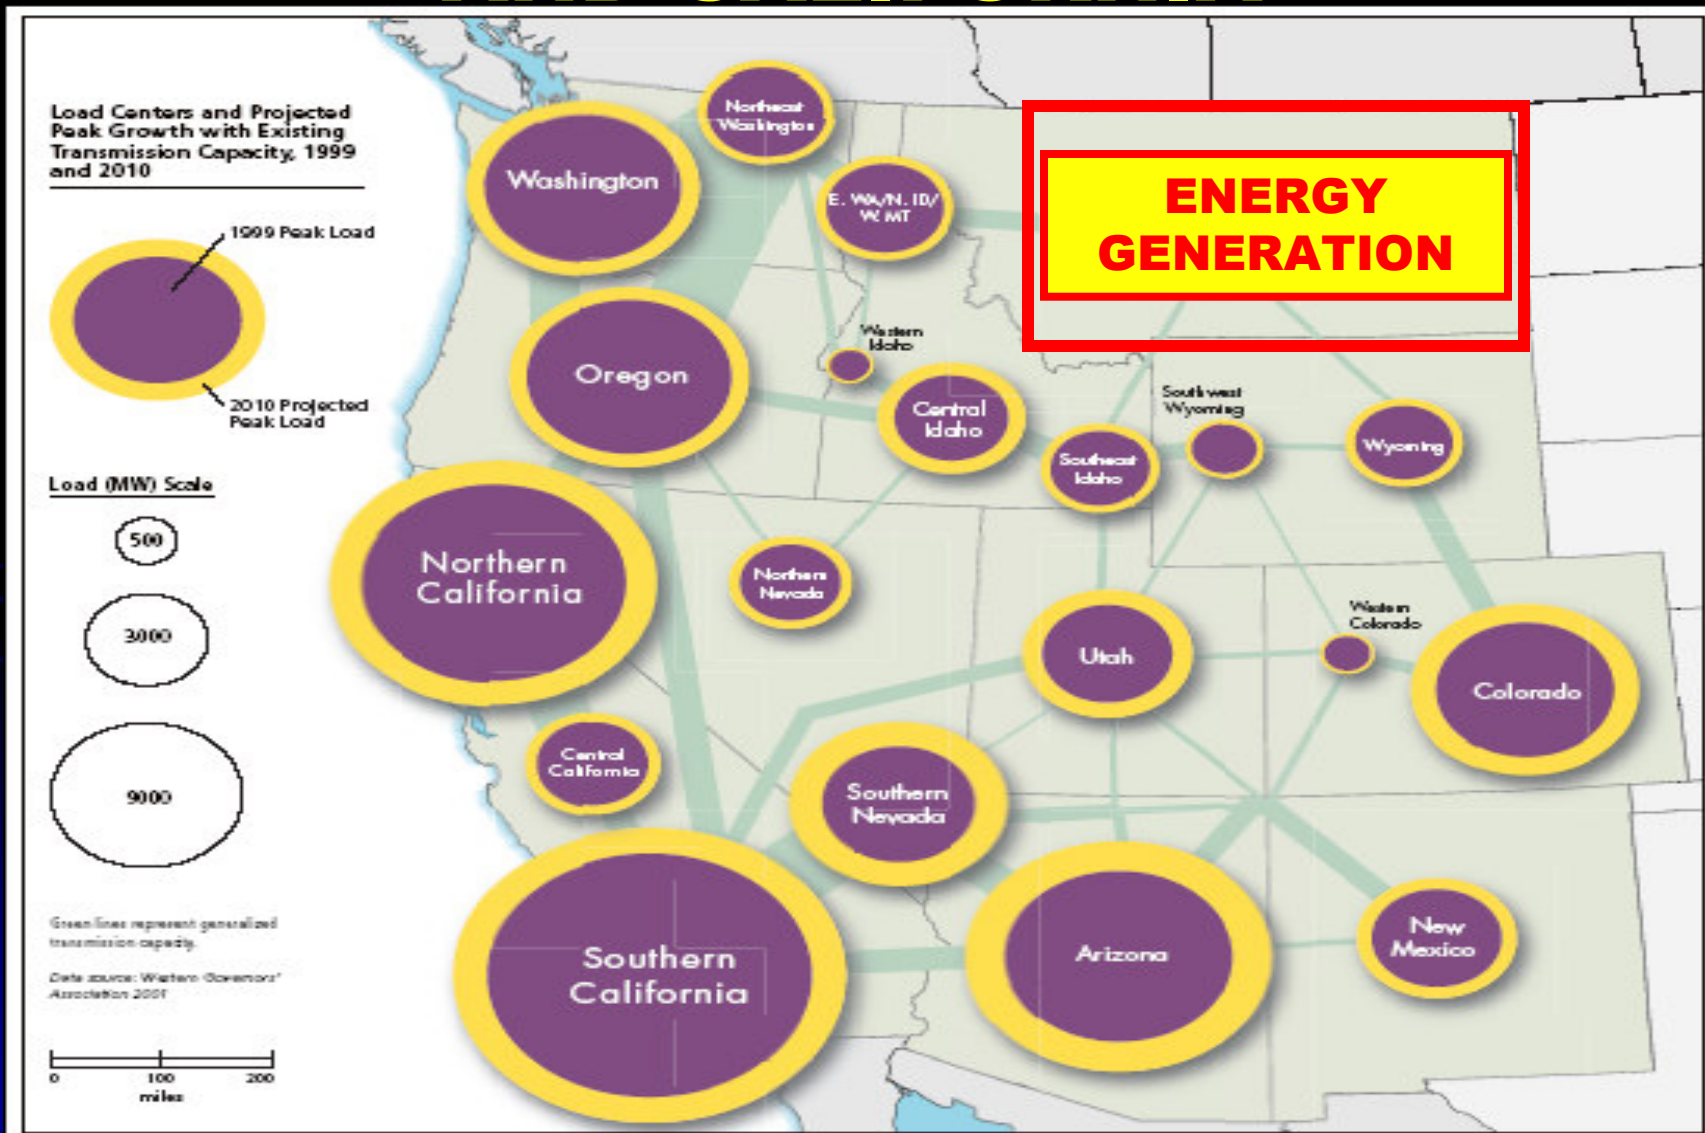 AND CALIFORNIA
Load Centers and Projected
Peak Growth with Existing
Transmission Capacity, 1999
and 2010
1999 Peak Load
2010 Projected
Peak Load
Load (MW) Scale
500
3000
9000
Green lines represent generalized
transmission capacity.
Data source: Western Governors'
Association 2001
0 100 200
miles
ENERGY
GENERATION
Northeast
Washington
Washington
E. WA/N. ID/
W. MT
Oregon
Western
Idaho
Central
Idaho
Southeast
Idaho
Southwest
Wyoming
Wyoming
Northern
California
Northern
Nevada
Utah
Western
Colorado
Colorado
Central
California
Southern
Nevada
Southern
California
Arizona
New
Mexico